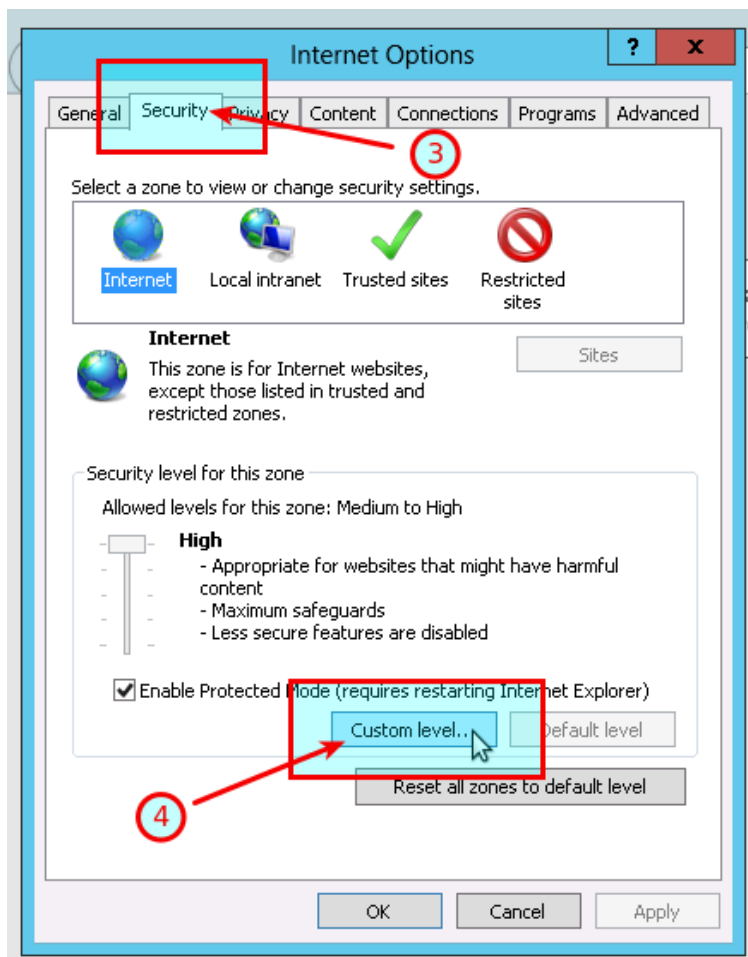 Internet Options
? x
General Security Privacy Content Connections Programs Advanced
3
Select a zone to view or change security settings.
Internet Local intranet Trusted sites Restricted
sites
Internet
Sites
This zone is for Internet websites,
except those listed in trusted and
restricted zones.
Security level for this zone
Allowed levels for this zone: Medium to High
High
- Appropriate for websites that might have harmful
content
- Maximum safeguards
- Less secure features are disabled
Enable Protected Mode (requires restarting Internet Explorer)
Custom level... Default level
4
Reset all zones to default level
OK Cancel Apply